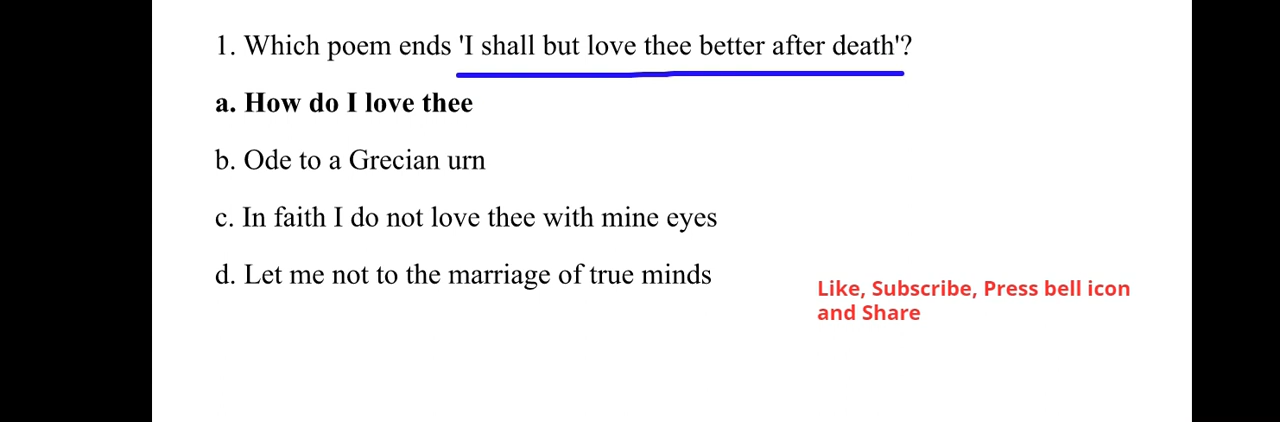 1. Which poem ends 'I shall but love thee better after death'?
a. How do I love thee
b. Ode to a Grecian urn
c. In faith I do not love thee with mine eyes
d. Let me not to the marriage of true minds
Like, Subscribe, Press bell icon
and Share